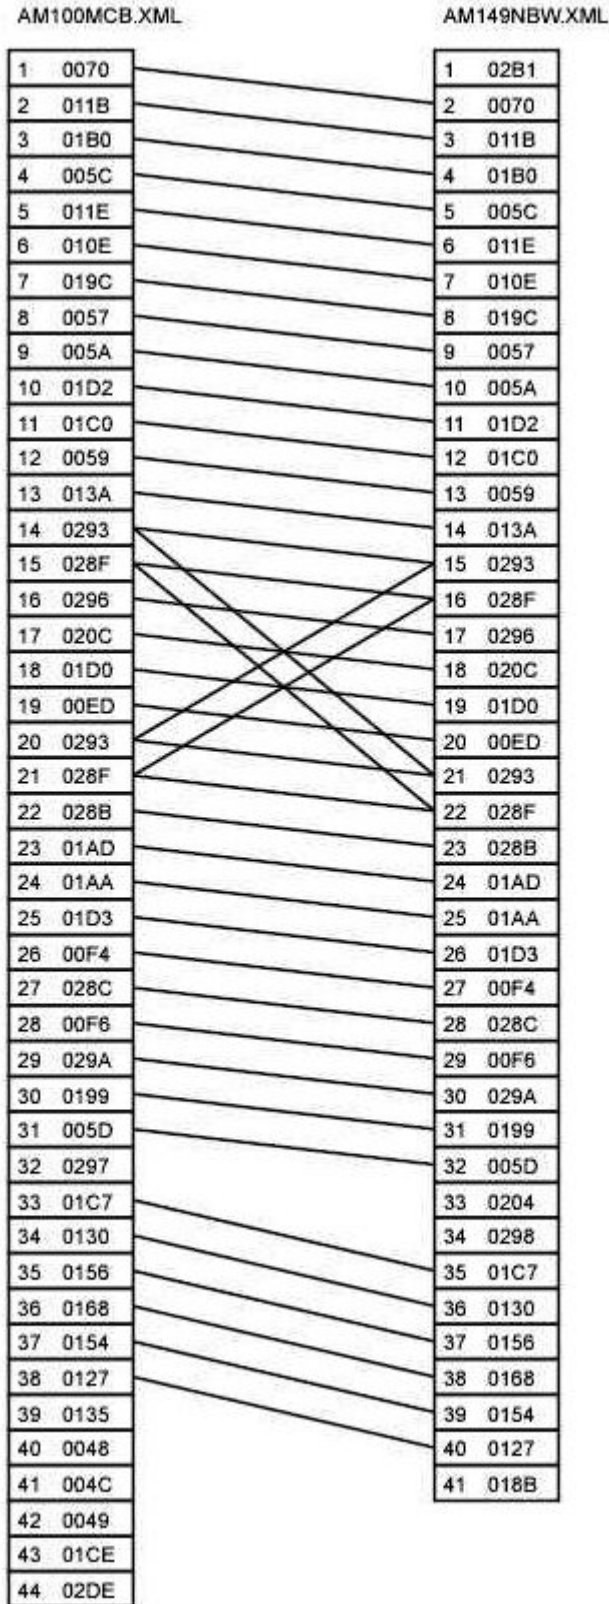 AM100MCB.XML AM149NBW.XML
1 0070 1 02B1
2 011B 2 0070
3 01B0 3 011B
4 005C 4 01B0
5 011E 5 005C
6 010E 6 011E
7 019C 7 010E
8 0057 8 019C
9 005A 9 0057
10 01D2 10 005A
11 01C0 11 01D2
12 0059 12 01C0
13 013A 13 0059
14 0293 14 013A
15 028F 15 0293
16 0296 16 028F
17 020C 17 0296
18 01D0 18 020C
19 00ED 19 01D0
20 0293 20 00ED
21 028F 21 0293
22 028B 22 028F
23 01AD 23 028B
24 01AA 24 01AD
25 01D3 25 01AA
26 00F4 26 01D3
27 028C 27 00F4
28 00F6 28 028C
29 029A 29 00F6
30 0199 30 029A
31 005D 31 0199
32 0297 32 005D
33 01C7 33 0204
34 0130 34 0298
35 0156 35 01C7
36 0168 36 0130
37 0154 37 0156
38 0127 38 0168
39 0135 39 0154
40 0048 40 0127
41 004C 41 018B
42 0049
43 01CE
44 02DE